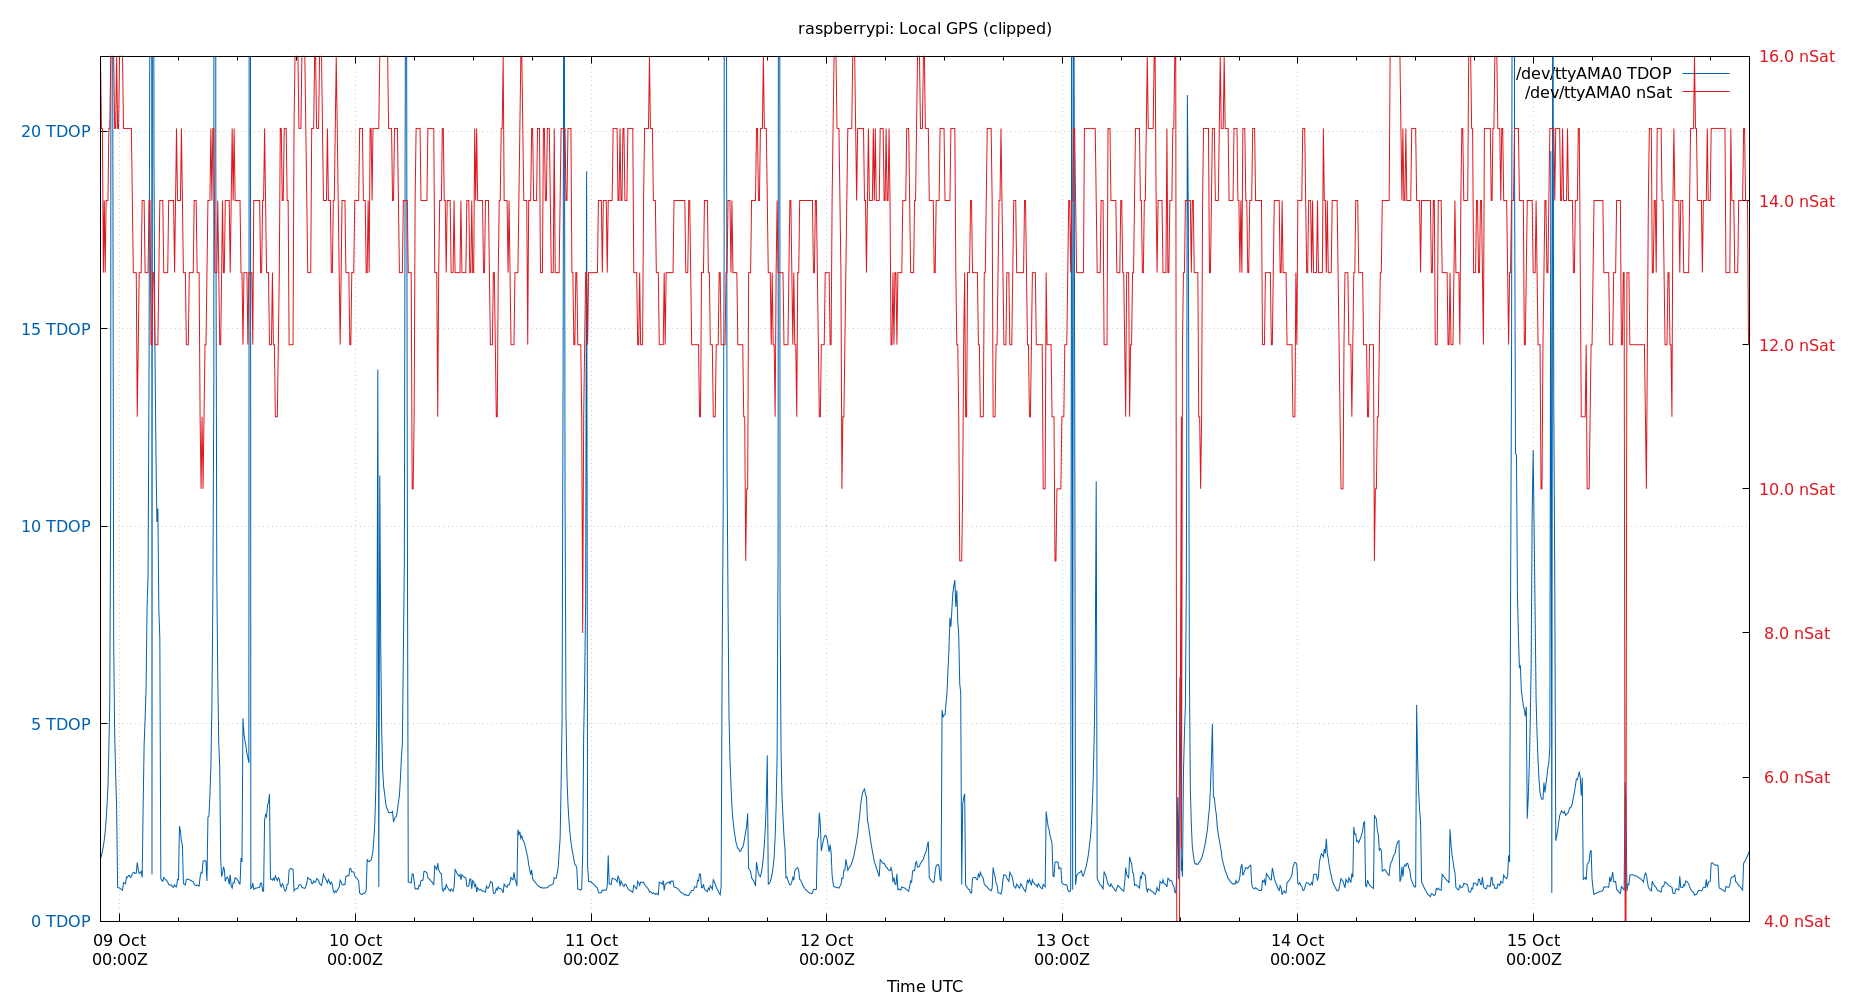 raspberrypi: Local GPS (clipped)
/dev/ttyAMA0 TDOP
/dev/ttyAMA0 nSat
20 TDOP
15 TDOP
10 TDOP
5 TDOP
0 TDOP
16.0 nSat
14.0 nSat
12.0 nSat
10.0 nSat
8.0 nSat
6.0 nSat
4.0 nSat
09 Oct
00:00Z
10 Oct
00:00Z
11 Oct
00:00Z
12 Oct
00:00Z
13 Oct
00:00Z
14 Oct
00:00Z
15 Oct
00:00Z
Time UTC